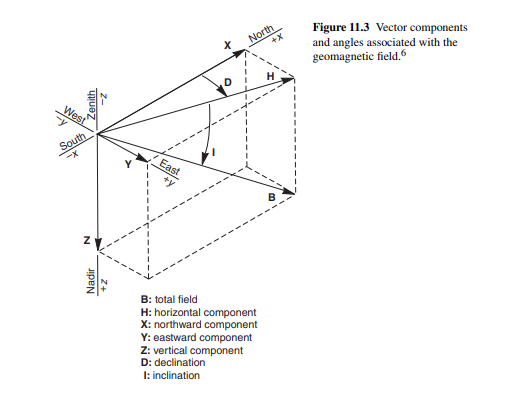 Figure 11.3 Vector components
and angles associated with the
geomagnetic field.6
North
+x
X
D
H
Zenith
-z
West
-y
South
-x
I
Y
East
+y
B
Z
Nadir
+z
B: total field
H: horizontal component
X: northward component
Y: eastward component
Z: vertical component
D: declination
I: inclination